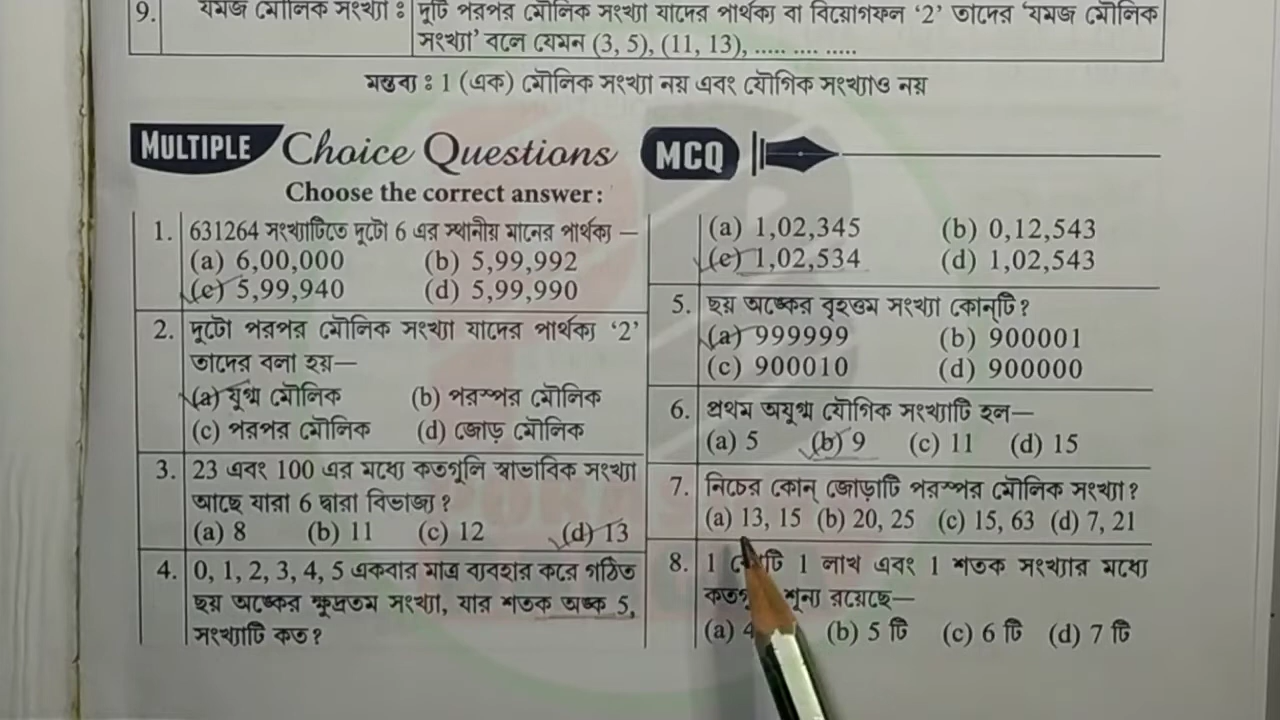 9. যমজ মৌলিক সংখ্যা : দুটি পরপর মৌলিক সংখ্যা যাদের পার্থক্য বা বিয়োগফল ‘2’ তাদের ‘যমজ মৌলিক
সংখ্যা’ বলে যেমন (3, 5), (11, 13), ..... .... .....
মন্তব্য : 1 (এক) মৌলিক সংখ্যা নয় এবং যৌগিক সংখ্যাও নয়
MULTIPLE Choice Questions MCQ
Choose the correct answer:
1. 631264 সংখ্যাটিতে দুটো 6 এর স্থানীয় মানের পার্থক্য —
(a) 6,00,000 (b) 5,99,992
(c) 5,99,940 (d) 5,99,990
2. দুটো পরপর মৌলিক সংখ্যা যাদের পার্থক্য ‘2’
তাদের বলা হয়—
(a) যুগ্ম মৌলিক (b) পরস্পর মৌলিক
(c) পরপর মৌলিক (d) জোড় মৌলিক
3. 23 এবং 100 এর মধ্যে কতগুলি স্বাভাবিক সংখ্যা
আছে যারা 6 দ্বারা বিভাজ্য ?
(a) 8 (b) 11 (c) 12 (d) 13
4. 0, 1, 2, 3, 4, 5 একবার মাত্র ব্যবহার করে গঠিত
ছয় অঙ্কের ক্ষুদ্রতম সংখ্যা, যার শতক অঙ্ক 5,
সংখ্যাটি কত ?
(a) 1,02,345 (b) 0,12,543
(c) 1,02,534 (d) 1,02,543
5. ছয় অঙ্কের বৃহত্তম সংখ্যা কোন্‌টি ?
(a) 999999 (b) 900001
(c) 900010 (d) 900000
6. প্রথম অযুগ্ম যৌগিক সংখ্যাটি হল—
(a) 5 (b) 9 (c) 11 (d) 15
7. নিচের কোন্ জোড়াটি পরস্পর মৌলিক সংখ্যা ?
(a) 13, 15 (b) 20, 25 (c) 15, 63 (d) 7, 21
8. 1 1 লাখ এবং 1 শতক সংখ্যার মধ্যে
শূন্য রয়েছে—
(a) 4 (b) 5 টি (c) 6 টি (d) 7 টি